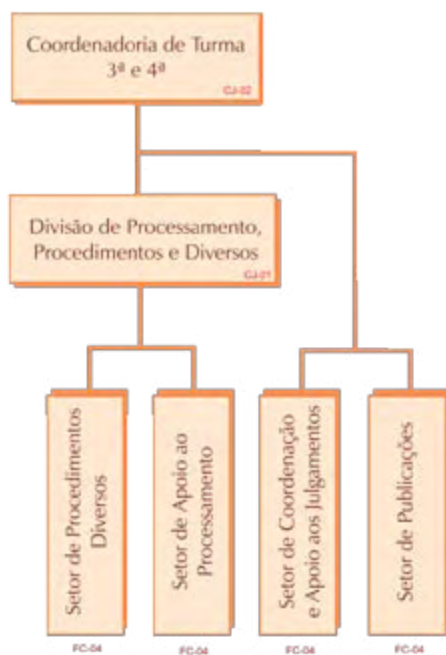 Coordenadoria de Turma
3ª e 4ª
CJ-02
Divisão de Processamento,
Procedimentos e Diversos
CJ-01
Setor de Procedimentos
Diversos
FC-04
Setor de Apoio ao
Processamento
FC-04
Setor de Coordenação
e Apoio aos Julgamentos
FC-04
Setor de Publicações
FC-04